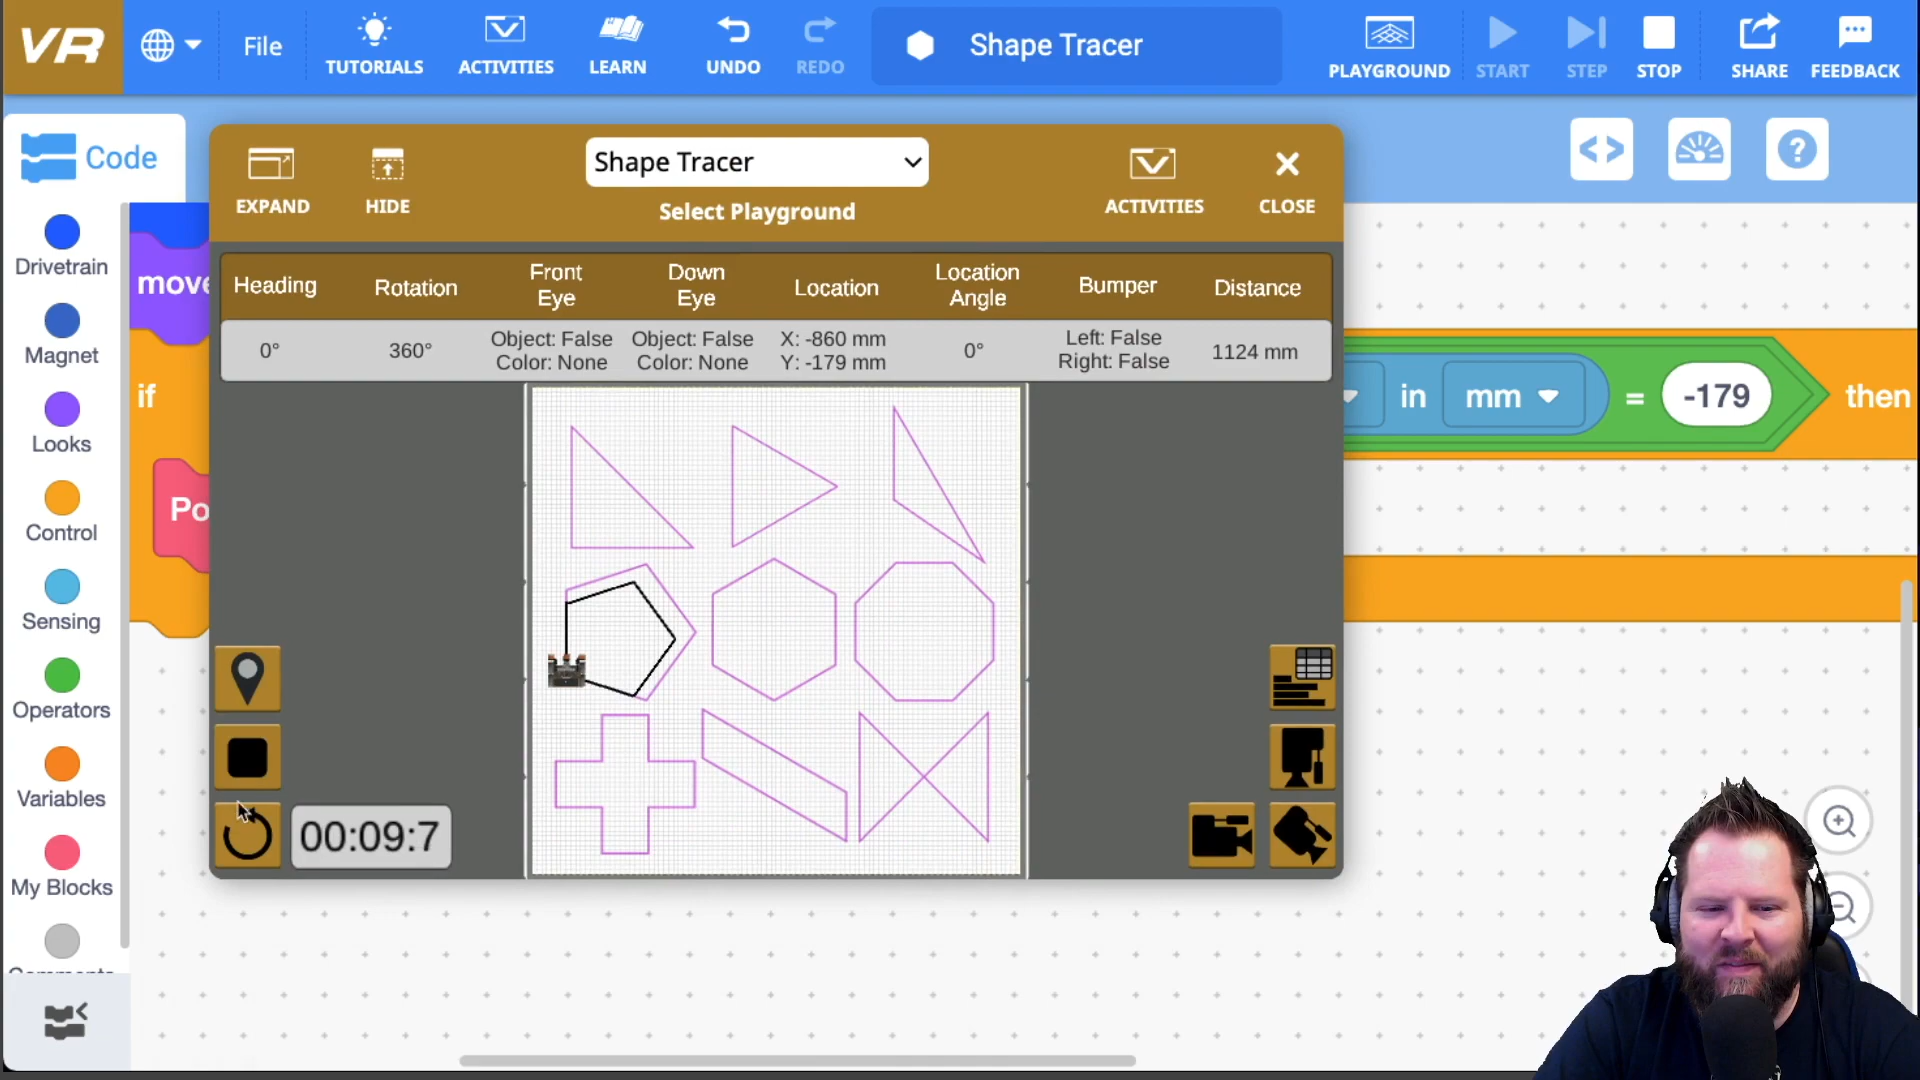 VR
File
TUTORIALS
ACTIVITIES
LEARN
UNDO
REDO
Shape Tracer
PLAYGROUND
START
STEP
STOP
SHARE
FEEDBACK
Code
EXPAND
HIDE
Shape Tracer
Select Playground
ACTIVITIES
CLOSE
Heading
Rotation
Front
Eye
Down
Eye
Location
Location
Angle
Bumper
Distance
0°
360°
Object: False
Color: None
Object: False
Color: None
X: -860 mm
Y: -179 mm
0°
Left: False
Right: False
1124 mm
Drivetrain
Magnet
Looks
Control
Sensing
Operators
Variables
My Blocks
move
if
Po
in
mm
=
-179
then
00:09:7